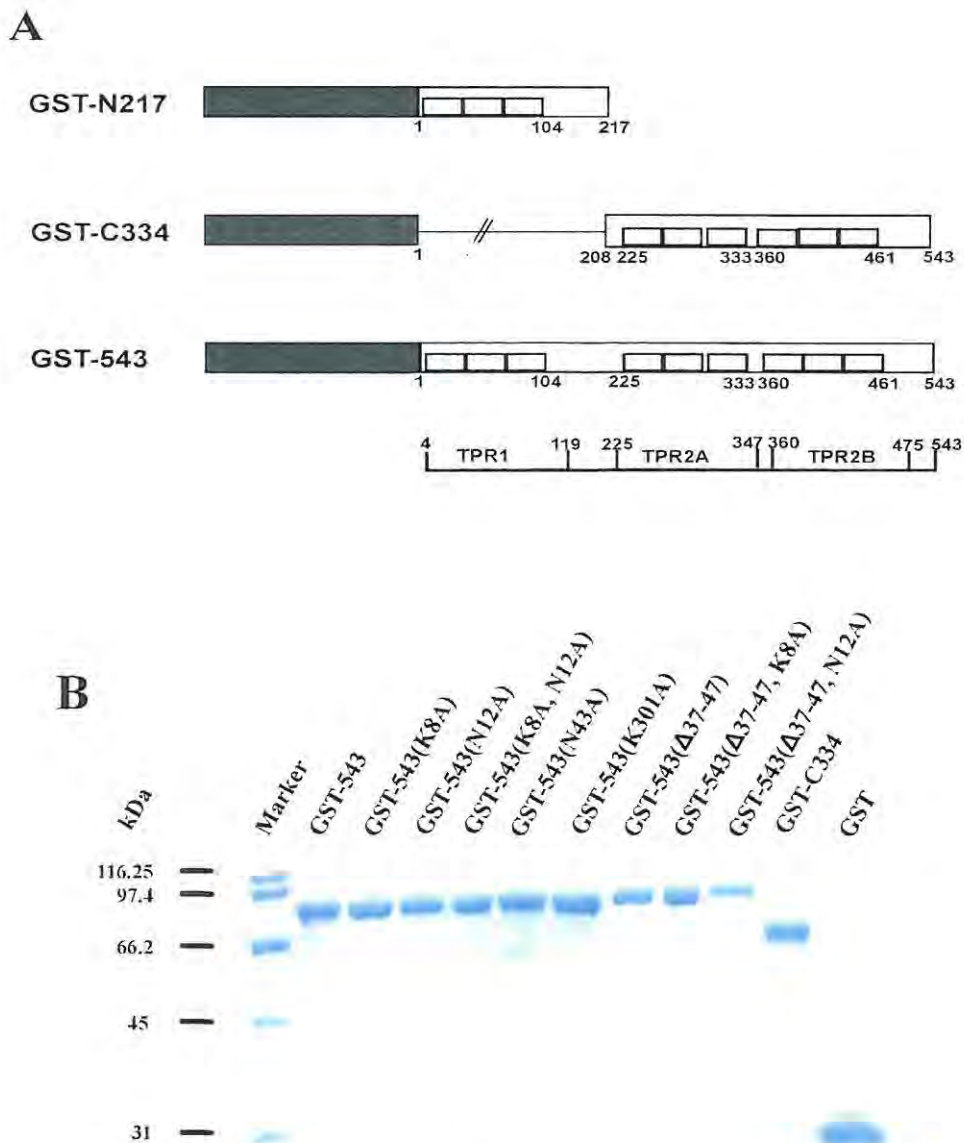 A
GST-N217
1 104 217
GST-C334
1 208 225 333 360 461 543
GST-543
1 104 225 333 360 461 543
4 TPR1 119 225 TPR2A 347 360 TPR2B 475 543
B
kDa
Marker
GST-543
GST-543(K8A)
GST-543(N12A)
GST-543(K8A, N12A)
GST-543(N43A)
GST-543(K301A)
GST-543(Δ37-47)
GST-543(Δ37-47, K8A)
GST-543(Δ37-47, N12A)
GST-C334
GST
116.25
97.4
66.2
45
31